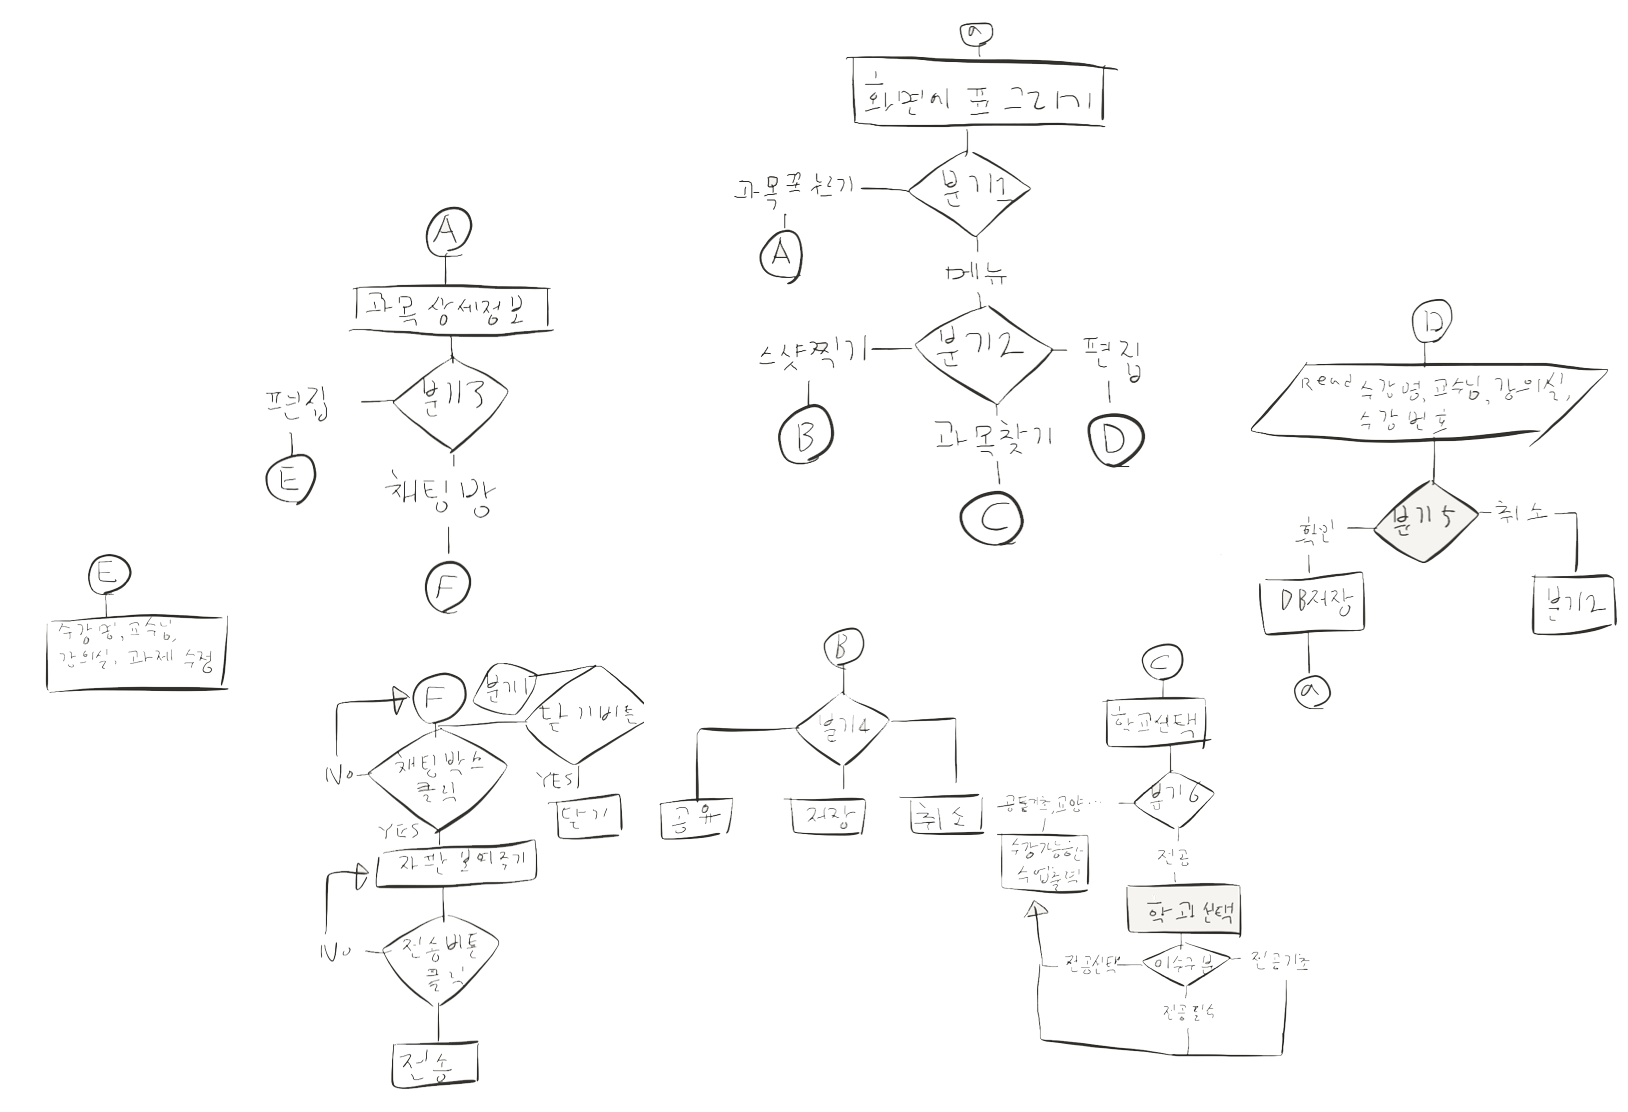 a
화면에 표 그리기
분기1
과목표 누르기
A
메뉴
분기2
스샷찍기
B
편집
D
과목찾기
C
A
과목 상세정보
분기3
편집
E
채팅방
F
D
Read 수강명, 교수님, 강의실,
수강번호
분기5
확인
취소
DB저장
분기2
a
E
수강명, 교수님,
강의실, 과제 수정
F
분기1
닫기버튼
채팅박스
클릭
No
YES
YES
닫기
자판 보여주기
전송버튼
클릭
No
전송
B
분기4
공유
저장
취소
C
학교선택
분기6
공통기초, 교양...
수강가능한
수업출력
전공
학과선택
이수구분
전공선택
전공기초
전공필수